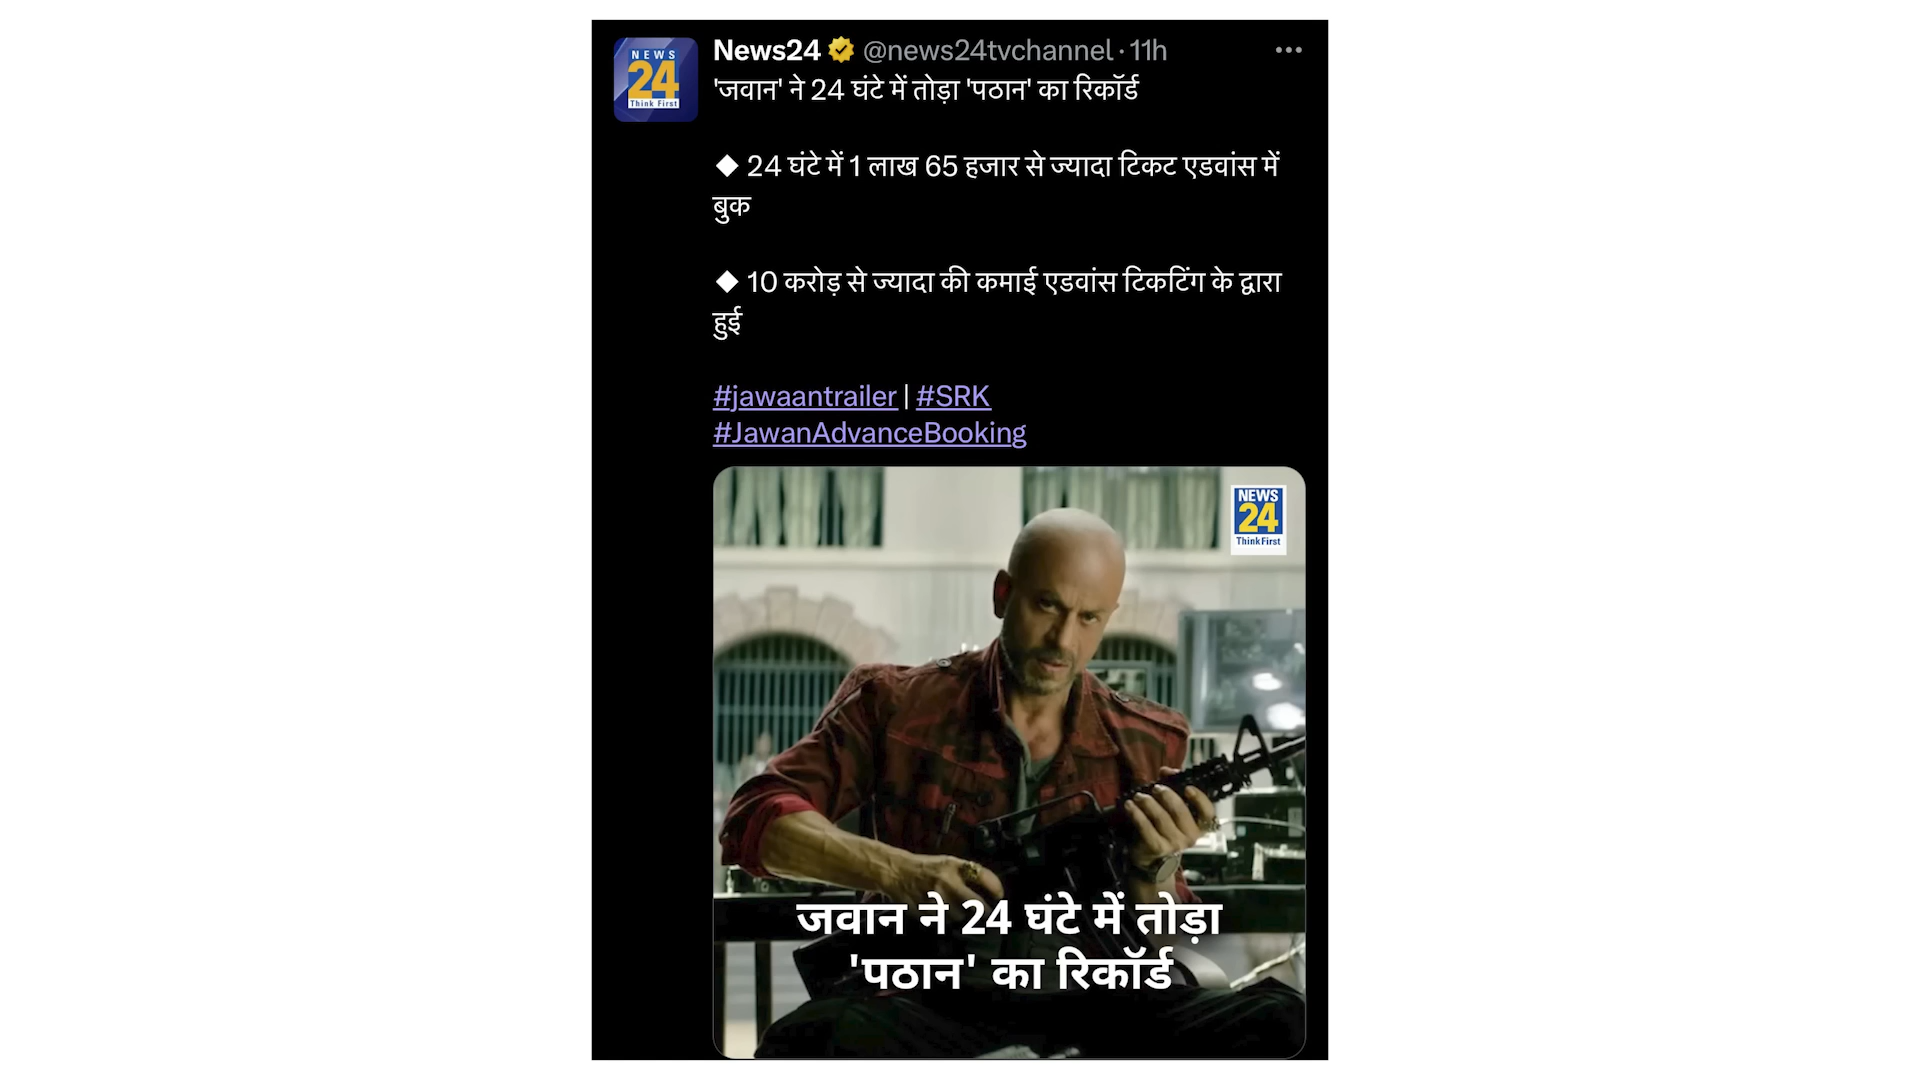 NEWS
24
Think First
News24 @news24tvchannel · 11h
'जवान' ने 24 घंटे में तोड़ा 'पठान' का रिकॉर्ड
◆ 24 घंटे में 1 लाख 65 हजार से ज्यादा टिकट एडवांस में
बुक
◆ 10 करोड़ से ज्यादा की कमाई एडवांस टिकटिंग के द्वारा
हुई
#jawaantrailer | #SRK
#JawanAdvanceBooking
NEWS
24
Think First
जवान ने 24 घंटे में तोड़ा
'पठान' का रिकॉर्ड